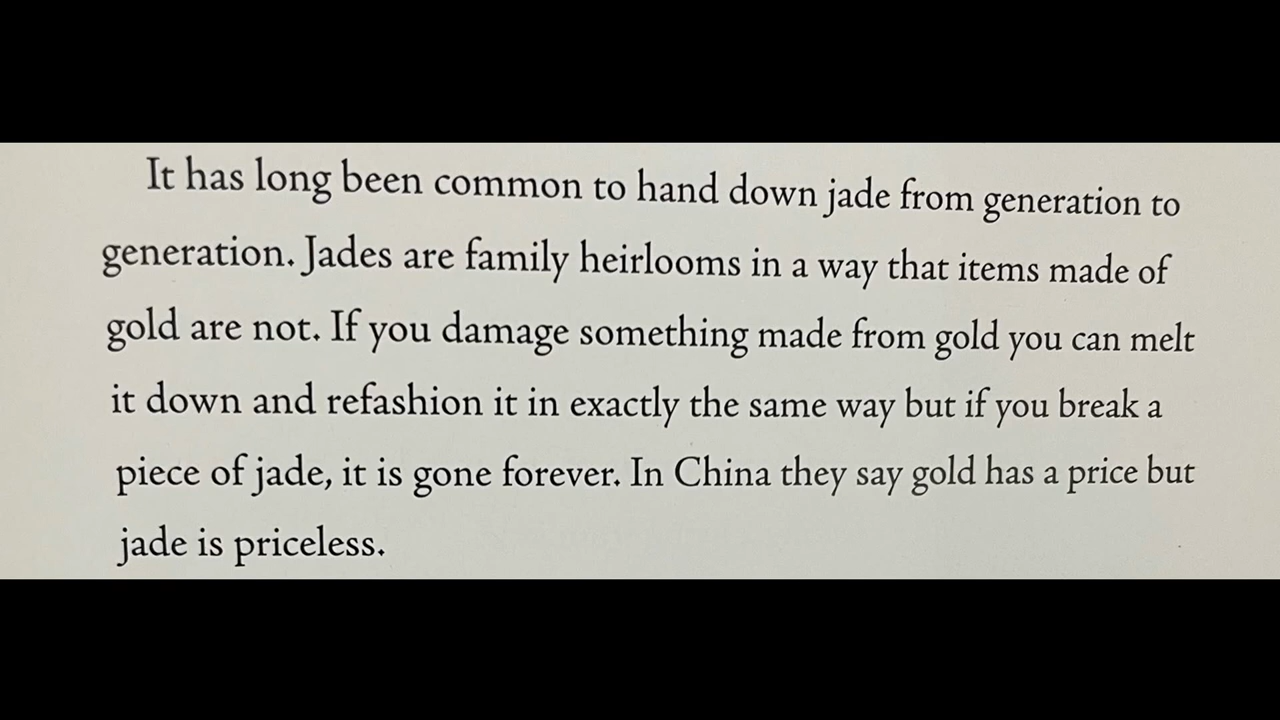 It has long been common to hand down jade from generation to
generation. Jades are family heirlooms in a way that items made of
gold are not. If you damage something made from gold you can melt
it down and refashion it in exactly the same way but if you break a
piece of jade, it is gone forever. In China they say gold has a price but
jade is priceless.